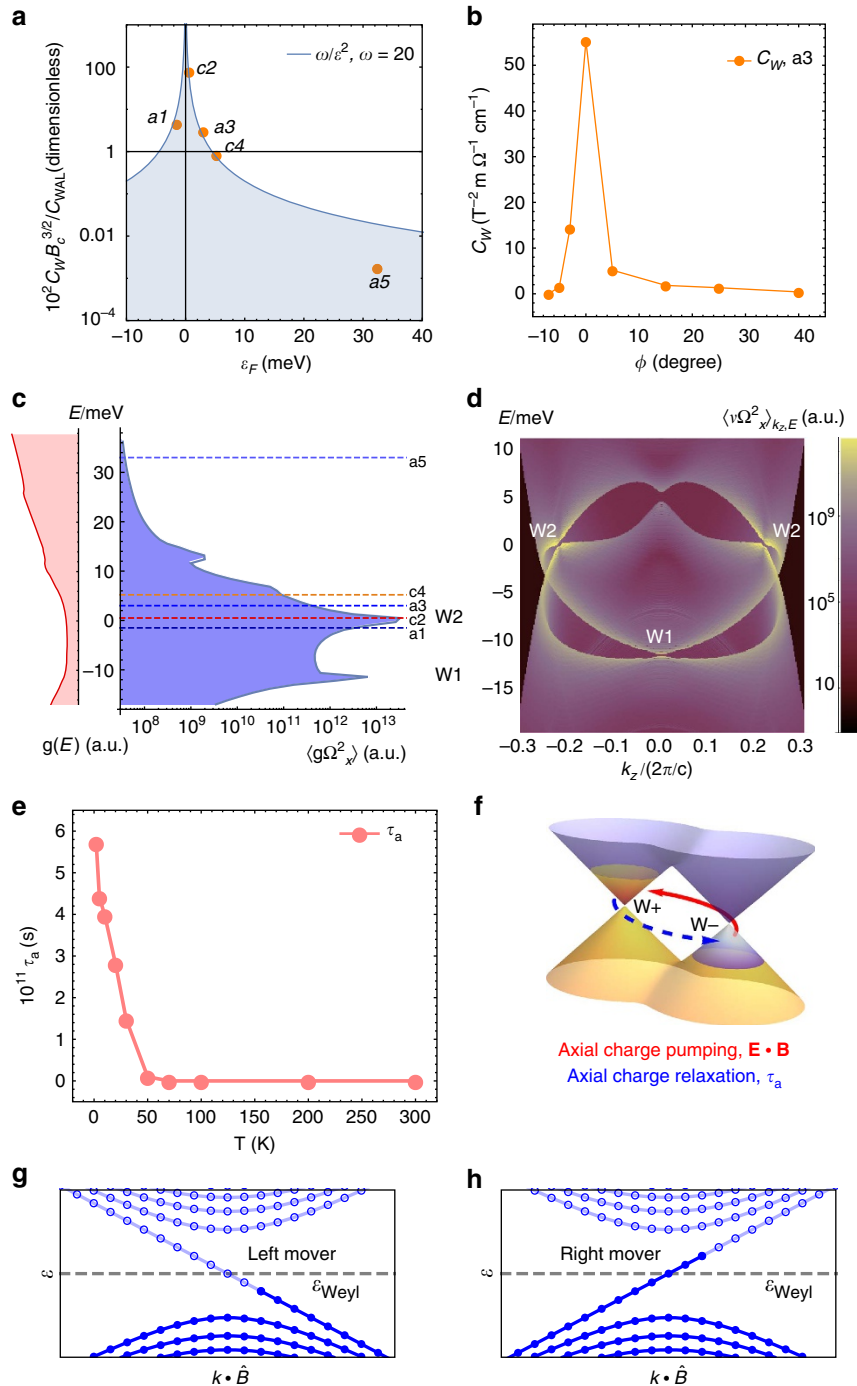 a
10² C_W B_c^{3/2}/C_WAL (dimensionless)
100
1
0.01
10⁻⁴
ω/ε², ω = 20
c2
a1
a3
c4
a5
−10 0 10 20 30 40
ε_F (meV)
b
C_W (T⁻² m Ω⁻¹ cm⁻¹)
50
40
30
20
10
0
C_W, a3
−10 0 10 20 30 40
ϕ (degree)
c
E/meV
30
20
10
0
−10
a5
c4
a3
c2
a1
W2
W1
10⁸ 10⁹ 10¹⁰ 10¹¹ 10¹² 10¹³
g(E) (a.u.)
⟨gΩ²ₓ⟩ (a.u.)
d
E/meV
⟨vΩ²ₓ⟩_{k_z,E} (a.u.)
10
5
0
−5
−10
−15
W2
W2
W1
10⁹
10⁵
10
−0.3 −0.2 −0.1 0.0 0.1 0.2 0.3
k_z/(2π/c)
e
10¹¹ τ_a (s)
6
5
4
3
2
1
0
τ_a
0 50 100 150 200 250 300
T (K)
f
W+
W−
Axial charge pumping, E • B
Axial charge relaxation, τ_a
g
ε
Left mover
ε_Weyl
k • B̂
h
ε
Right mover
ε_Weyl
k • B̂